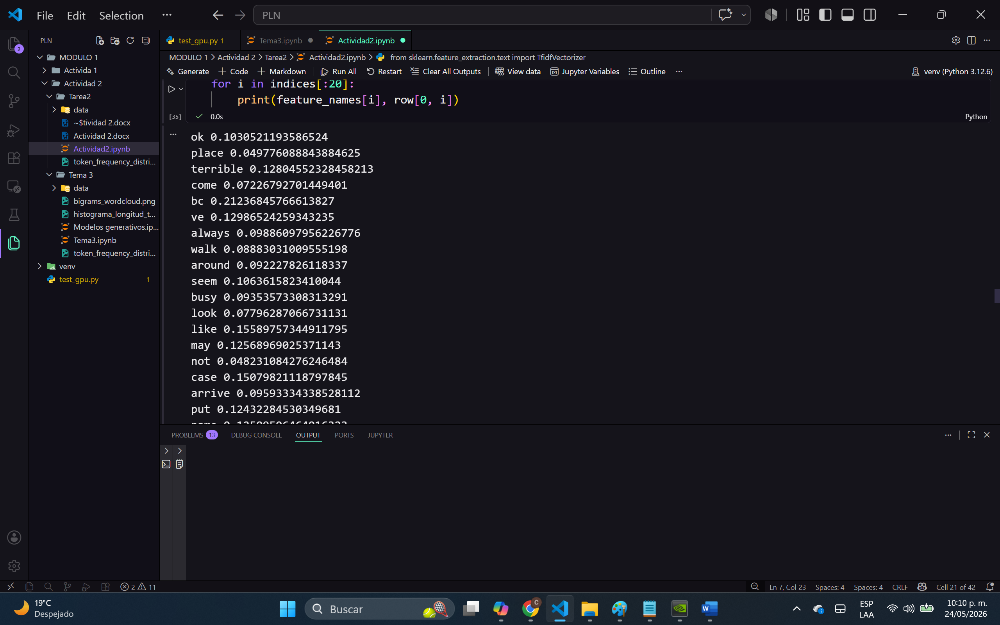 File Edit Selection ···
PLN
PLN
test_gpu.py 1
Tema3.ipynb
Actividad2.ipynb
2
MODULO 1
Activida 1
Actividad 2
Tarea2
data
~$tividad 2.docx
Actividad 2.docx
Actividad2.ipynb
token_frequency_distri...
Tema 3
data
bigrams_wordcloud.png
histograma_longitud_t...
Modelos generativos.ip...
Tema3.ipynb
token_frequency_distri...
venv
test_gpu.py 1
MODULO 1 > Actividad 2 > Tarea2 > Actividad2.ipynb > from sklearn.feature_extraction.text import TfidfVectorizer
Generate + Code + Markdown Run All Restart Clear All Outputs View data Jupyter Variables Outline ··· venv (Python 3.12.6)
for i in indices[:20]:
print(feature_names[i], row[0, i])
[35] 0.0s Python
ok 0.1030521193586524
place 0.049776088843884625
terrible 0.12804552328458213
come 0.07226792701449401
bc 0.21236845766613827
ve 0.12986524259343235
always 0.09886097956226776
walk 0.08883031009555198
around 0.092227826118337
seem 0.1063615823410044
busy 0.09353573308313291
look 0.07796287066731131
like 0.15589757344911795
may 0.12568969025371143
not 0.048231084276246484
case 0.15079821118797845
arrive 0.09593334338528112
put 0.12432284530349681
PROBLEMS 13 DEBUG CONSOLE OUTPUT PORTS JUPYTER
2 11
Ln 7, Col 23 Spaces: 4 Spaces: 4 CRLF Cell 21 of 42
19°C
Despejado
Buscar
C
ESP
LAA
10:10 p. m.
24/05/2026